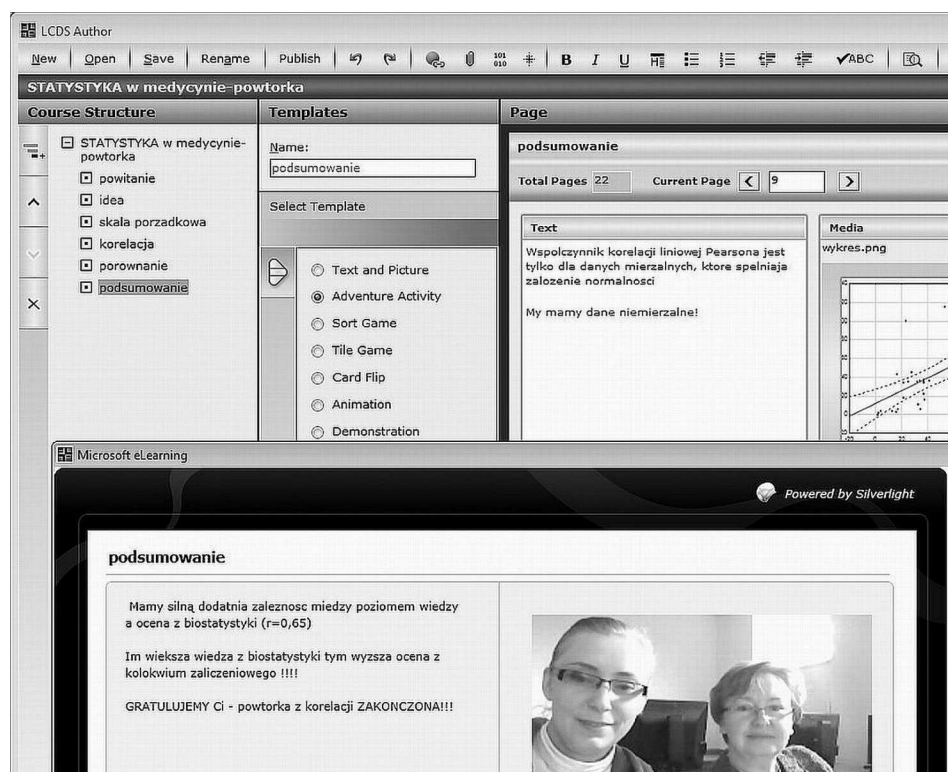 LCDS Author
New Open Save Rename Publish 101 010 B I U H ABC
STATYSTYKA w medycynie-powtorka
Course Structure
STATYSTYKA w medycynie-
powtorka
powitanie
idea
skala porzadkowa
korelacja
porownanie
podsumowanie
Templates
Name:
podsumowanie
Select Template
Text and Picture
Adventure Activity
Sort Game
Tile Game
Card Flip
Animation
Demonstration
Page
podsumowanie
Total Pages 22 Current Page 9
Text
Wspolczynnik korelacji liniowej Pearsona jest
tylko dla danych mierzalnych, ktore spelniaja
zalozenie normalnosci
My mamy dane niemierzalne!
Media
wykres.png
Microsoft eLearning
Powered by Silverlight
podsumowanie
Mamy silną dodatnia zaleznosc miedzy poziomem wiedzy
a ocena z biostatystyki (r=0,65)
Im wieksza wiedza z biostatystyki tym wyzsza ocena z
kolokwium zaliczeniowego !!!!
GRATULUJEMY Ci - powtorka z korelacji ZAKONCZONA!!!